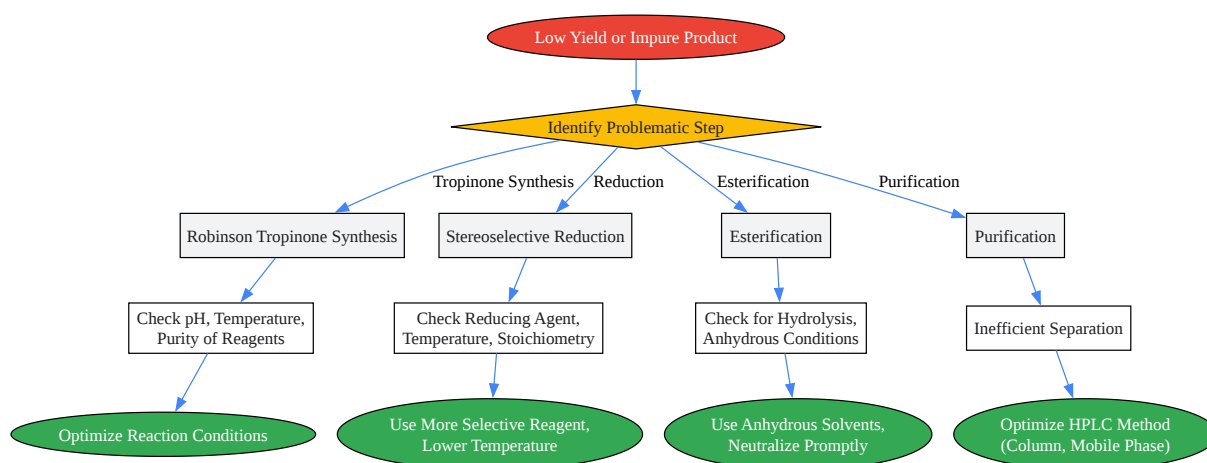 Low Yield or Impure Product
Identify Problematic Step
Tropinone Synthesis
Reduction
Esterification
Purification
Robinson Tropinone Synthesis
Stereoselective Reduction
Esterification
Purification
Check pH, Temperature,
Purity of Reagents
Check Reducing Agent,
Temperature, Stoichiometry
Check for Hydrolysis,
Anhydrous Conditions
Inefficient Separation
Optimize Reaction Conditions
Use More Selective Reagent,
Lower Temperature
Use Anhydrous Solvents,
Neutralize Promptly
Optimize HPLC Method
(Column, Mobile Phase)